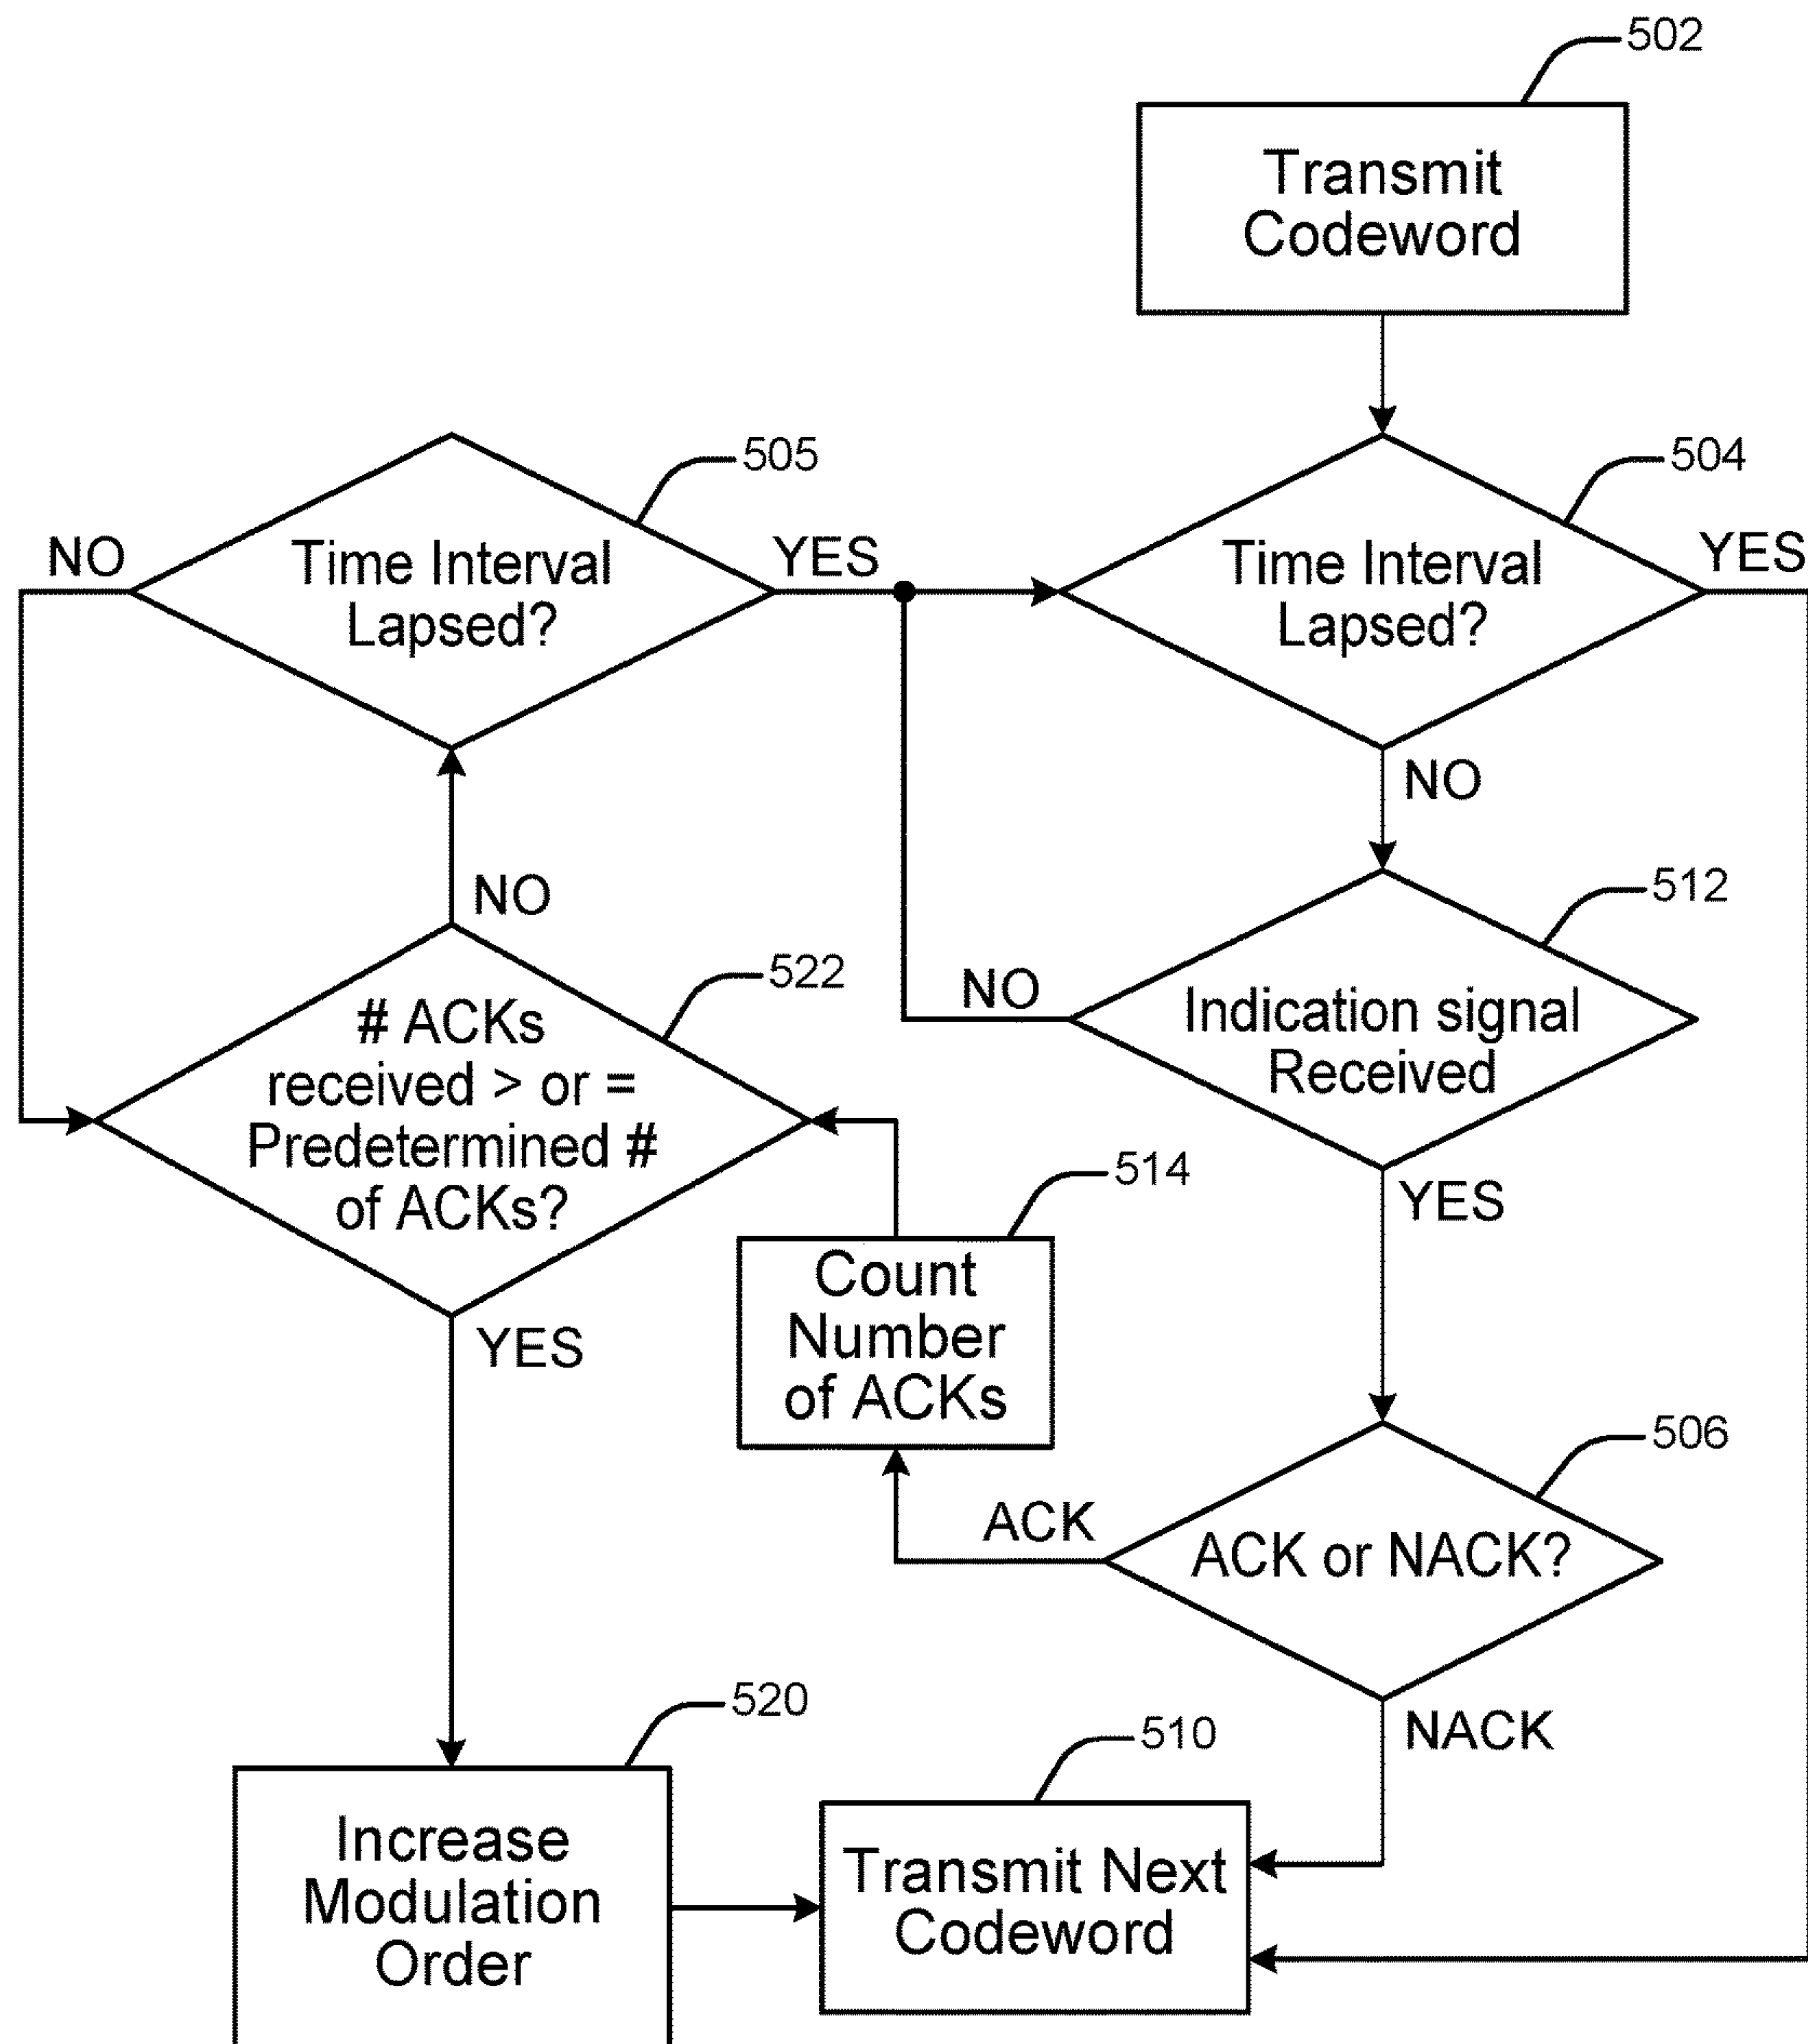 502
Transmit
Codeword
505
504
NO
Time Interval
Lapsed?
YES
Time Interval
Lapsed?
YES
NO
NO
512
522
# ACKs
received > or =
Predetermined #
of ACKs?
NO
Indication signal
Received
514
YES
Count
Number
of ACKs
YES
506
ACK
ACK or NACK?
520
510
NACK
Increase
Modulation
Order
Transmit Next
Codeword